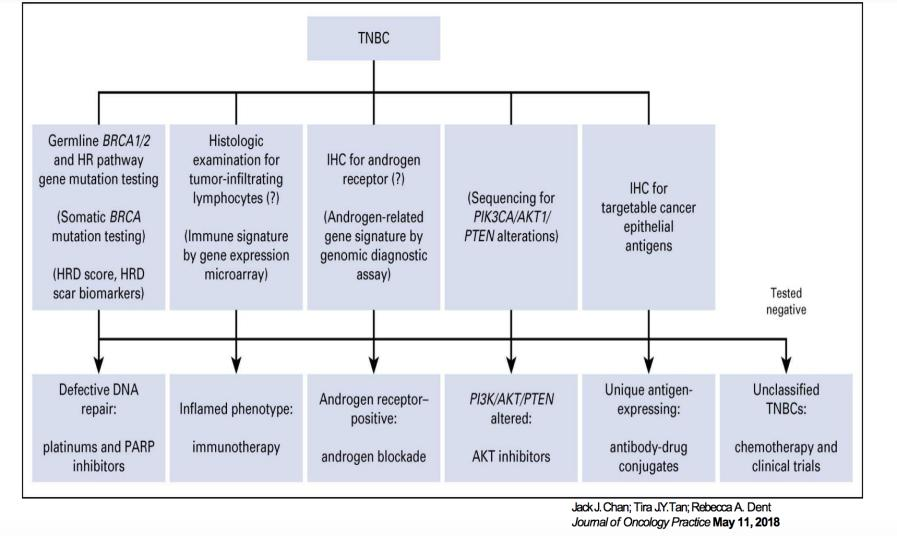 TNBC
Germline BRCA1/2
and HR pathway
gene mutation testing
(Somatic BRCA
mutation testing)
(HRD score, HRD
scar biomarkers)
Histologic
examination for
tumor-infiltrating
lymphocytes (?)
(Immune signature
by gene expression
microarray)
IHC for androgen
receptor (?)
(Androgen-related
gene signature by
genomic diagnostic
assay)
(Sequencing for
PIK3CA/AKT1/
PTEN alterations)
IHC for
targetable cancer
epithelial
antigens
Tested
negative
Defective DNA
repair:
platinums and PARP
inhibitors
Inflamed phenotype:
immunotherapy
Androgen receptor–
positive:
androgen blockade
PI3K/AKT/PTEN
altered:
AKT inhibitors
Unique antigen-
expressing:
antibody-drug
conjugates
Unclassified
TNBCs:
chemotherapy and
clinical trials
Jack J. Chan; Tira J.Y.Tan; Rebecca A. Dent
Journal of Oncology Practice May 11, 2018